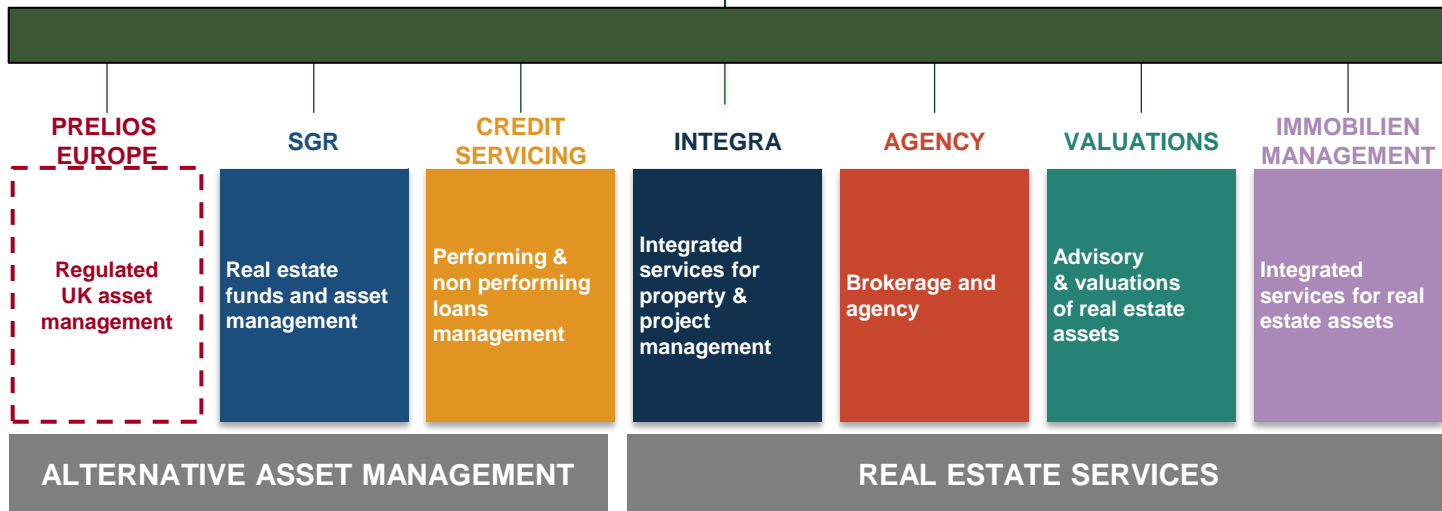 PRELIOS
EUROPE
SGR
CREDIT
SERVICING
INTEGRA
AGENCY
VALUATIONS
IMMOBILIEN
MANAGEMENT
Regulated
UK asset
management
Real estate
funds and asset
management
Performing &
non performing
loans
management
Integrated
services for
property &
project
management
Brokerage and
agency
Advisory
& valuations
of real estate
assets
Integrated
services for real
estate assets
ALTERNATIVE ASSET MANAGEMENT
REAL ESTATE SERVICES